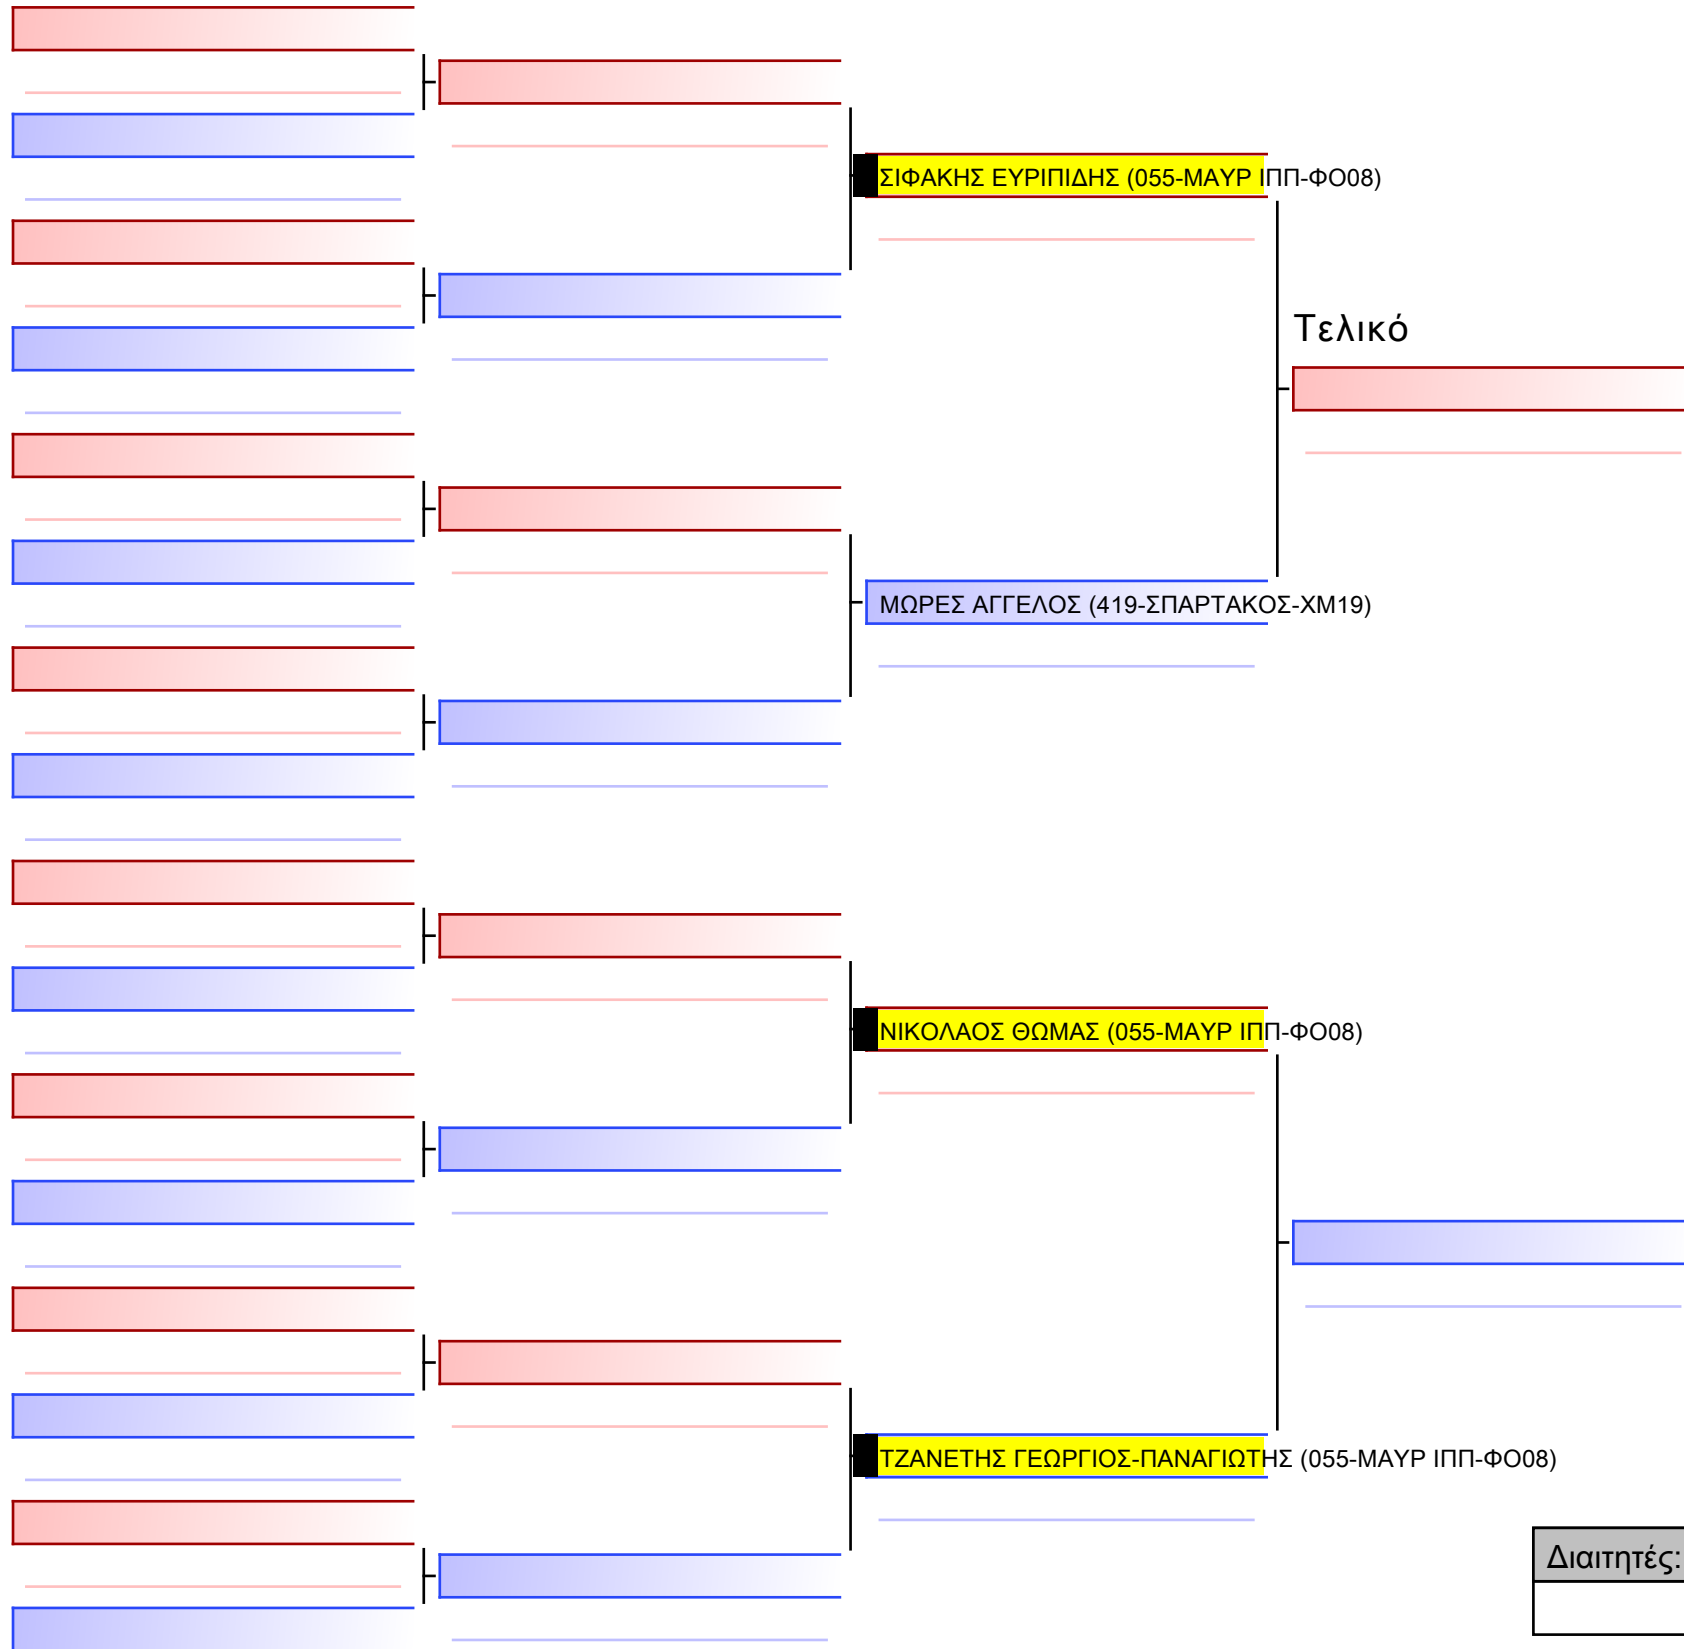 ΣΙΦΑΚΗΣ ΕΥΡΙΠΙΔΗΣ (055-ΜΑΥΡ ΙΠΠ-ΦΟ08)
Τελικό
ΜΩΡΕΣ ΑΓΓΕΛΟΣ (419-ΣΠΑΡΤΑΚΟΣ-ΧΜ19)
ΝΙΚΟΛΑΟΣ ΘΩΜΑΣ (055-ΜΑΥΡ ΙΠΠ-ΦΟ08)
ΤΖΑΝΕΤΗΣ ΓΕΩΡΓΙΟΣ-ΠΑΝΑΓΙΩΤΗΣ (055-ΜΑΥΡ ΙΠΠ-ΦΟ08)
Διαιτητές: